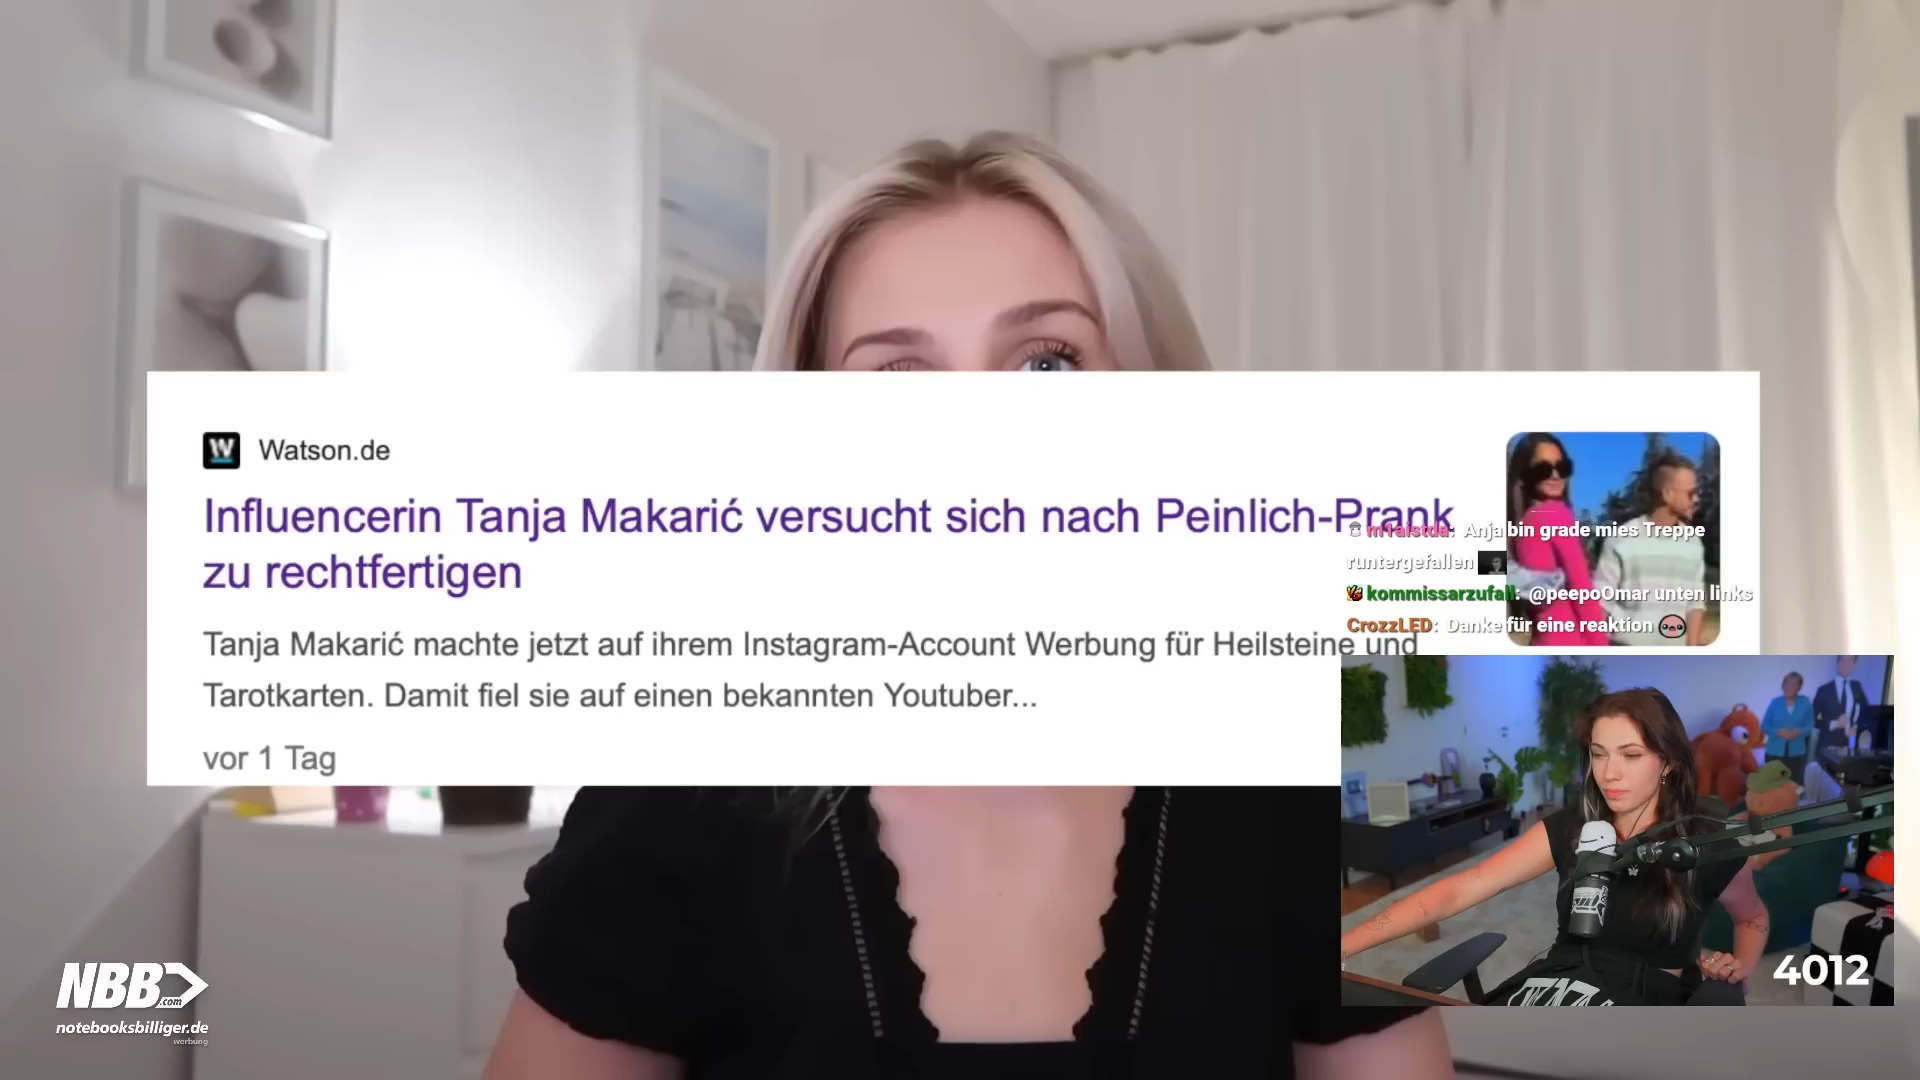 Watson.de
Influencerin Tanja Makarić versucht sich nach Peinlich-Prank
zu rechtfertigen
Tanja Makarić machte jetzt auf ihrem Instagram-Account Werbung für Heilsteine und
Tarotkarten. Damit fiel sie auf einen bekannten Youtuber...
vor 1 Tag
m1aistda: Anja bin grade mies Treppe
runtergefallen
kommissarzufall: @peepoOmar unten links
CrozzLED: Danke für eine reaktion
4012
NBB.com
notebooksbilliger.de
werbung